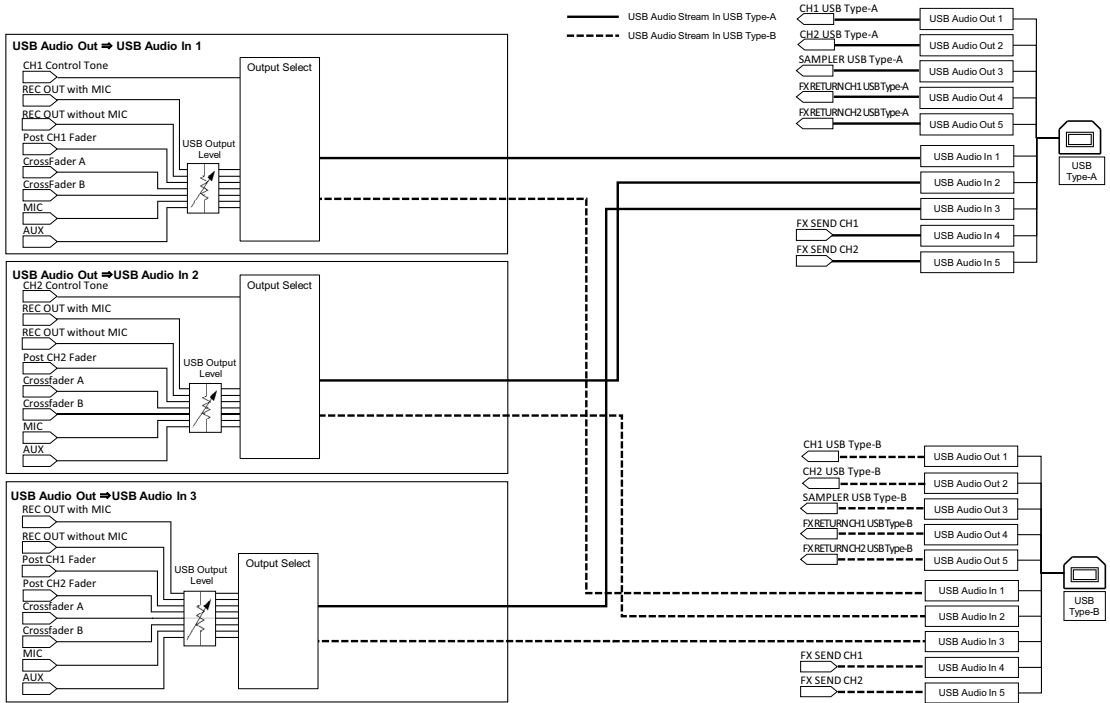 USB Audio Stream In USB Type-A
USB Audio Stream In USB Type-B
USB Audio Out ⇒ USB Audio In 1
CH1 Control Tone
REC OUT with MIC
REC OUT without MIC
Post CH1 Fader
CrossFader A
CrossFader B
MIC
AUX
USB Output
Level
Output Select
USB Audio Out ⇒USB Audio In 2
CH2 Control Tone
REC OUT with MIC
REC OUT without MIC
Post CH2 Fader
Crossfader A
Crossfader B
MIC
AUX
USB Output
Level
Output Select
USB Audio Out ⇒USB Audio In 3
REC OUT with MIC
REC OUT without MIC
Post CH1 Fader
Post CH2 Fader
Crossfader A
Crossfader B
MIC
AUX
USB Output
Level
Output Select
CH1 USB Type-A
USB Audio Out 1
CH2 USB Type-A
USB Audio Out 2
SAMPLER USB Type-A
USB Audio Out 3
FX RETURN CH1 USB Type-A
USB Audio Out 4
FX RETURN CH2 USB Type-A
USB Audio Out 5
USB Audio In 1
USB Audio In 2
USB Audio In 3
FX SEND CH1
USB Audio In 4
FX SEND CH2
USB Audio In 5
USB
Type-A
CH1 USB Type-B
USB Audio Out 1
CH2 USB Type-B
USB Audio Out 2
SAMPLER USB Type-B
USB Audio Out 3
FX RETURN CH1 USB Type-B
USB Audio Out 4
FX RETURN CH2 USB Type-B
USB Audio Out 5
USB Audio In 1
USB Audio In 2
USB Audio In 3
FX SEND CH1
USB Audio In 4
FX SEND CH2
USB Audio In 5
USB
Type-B